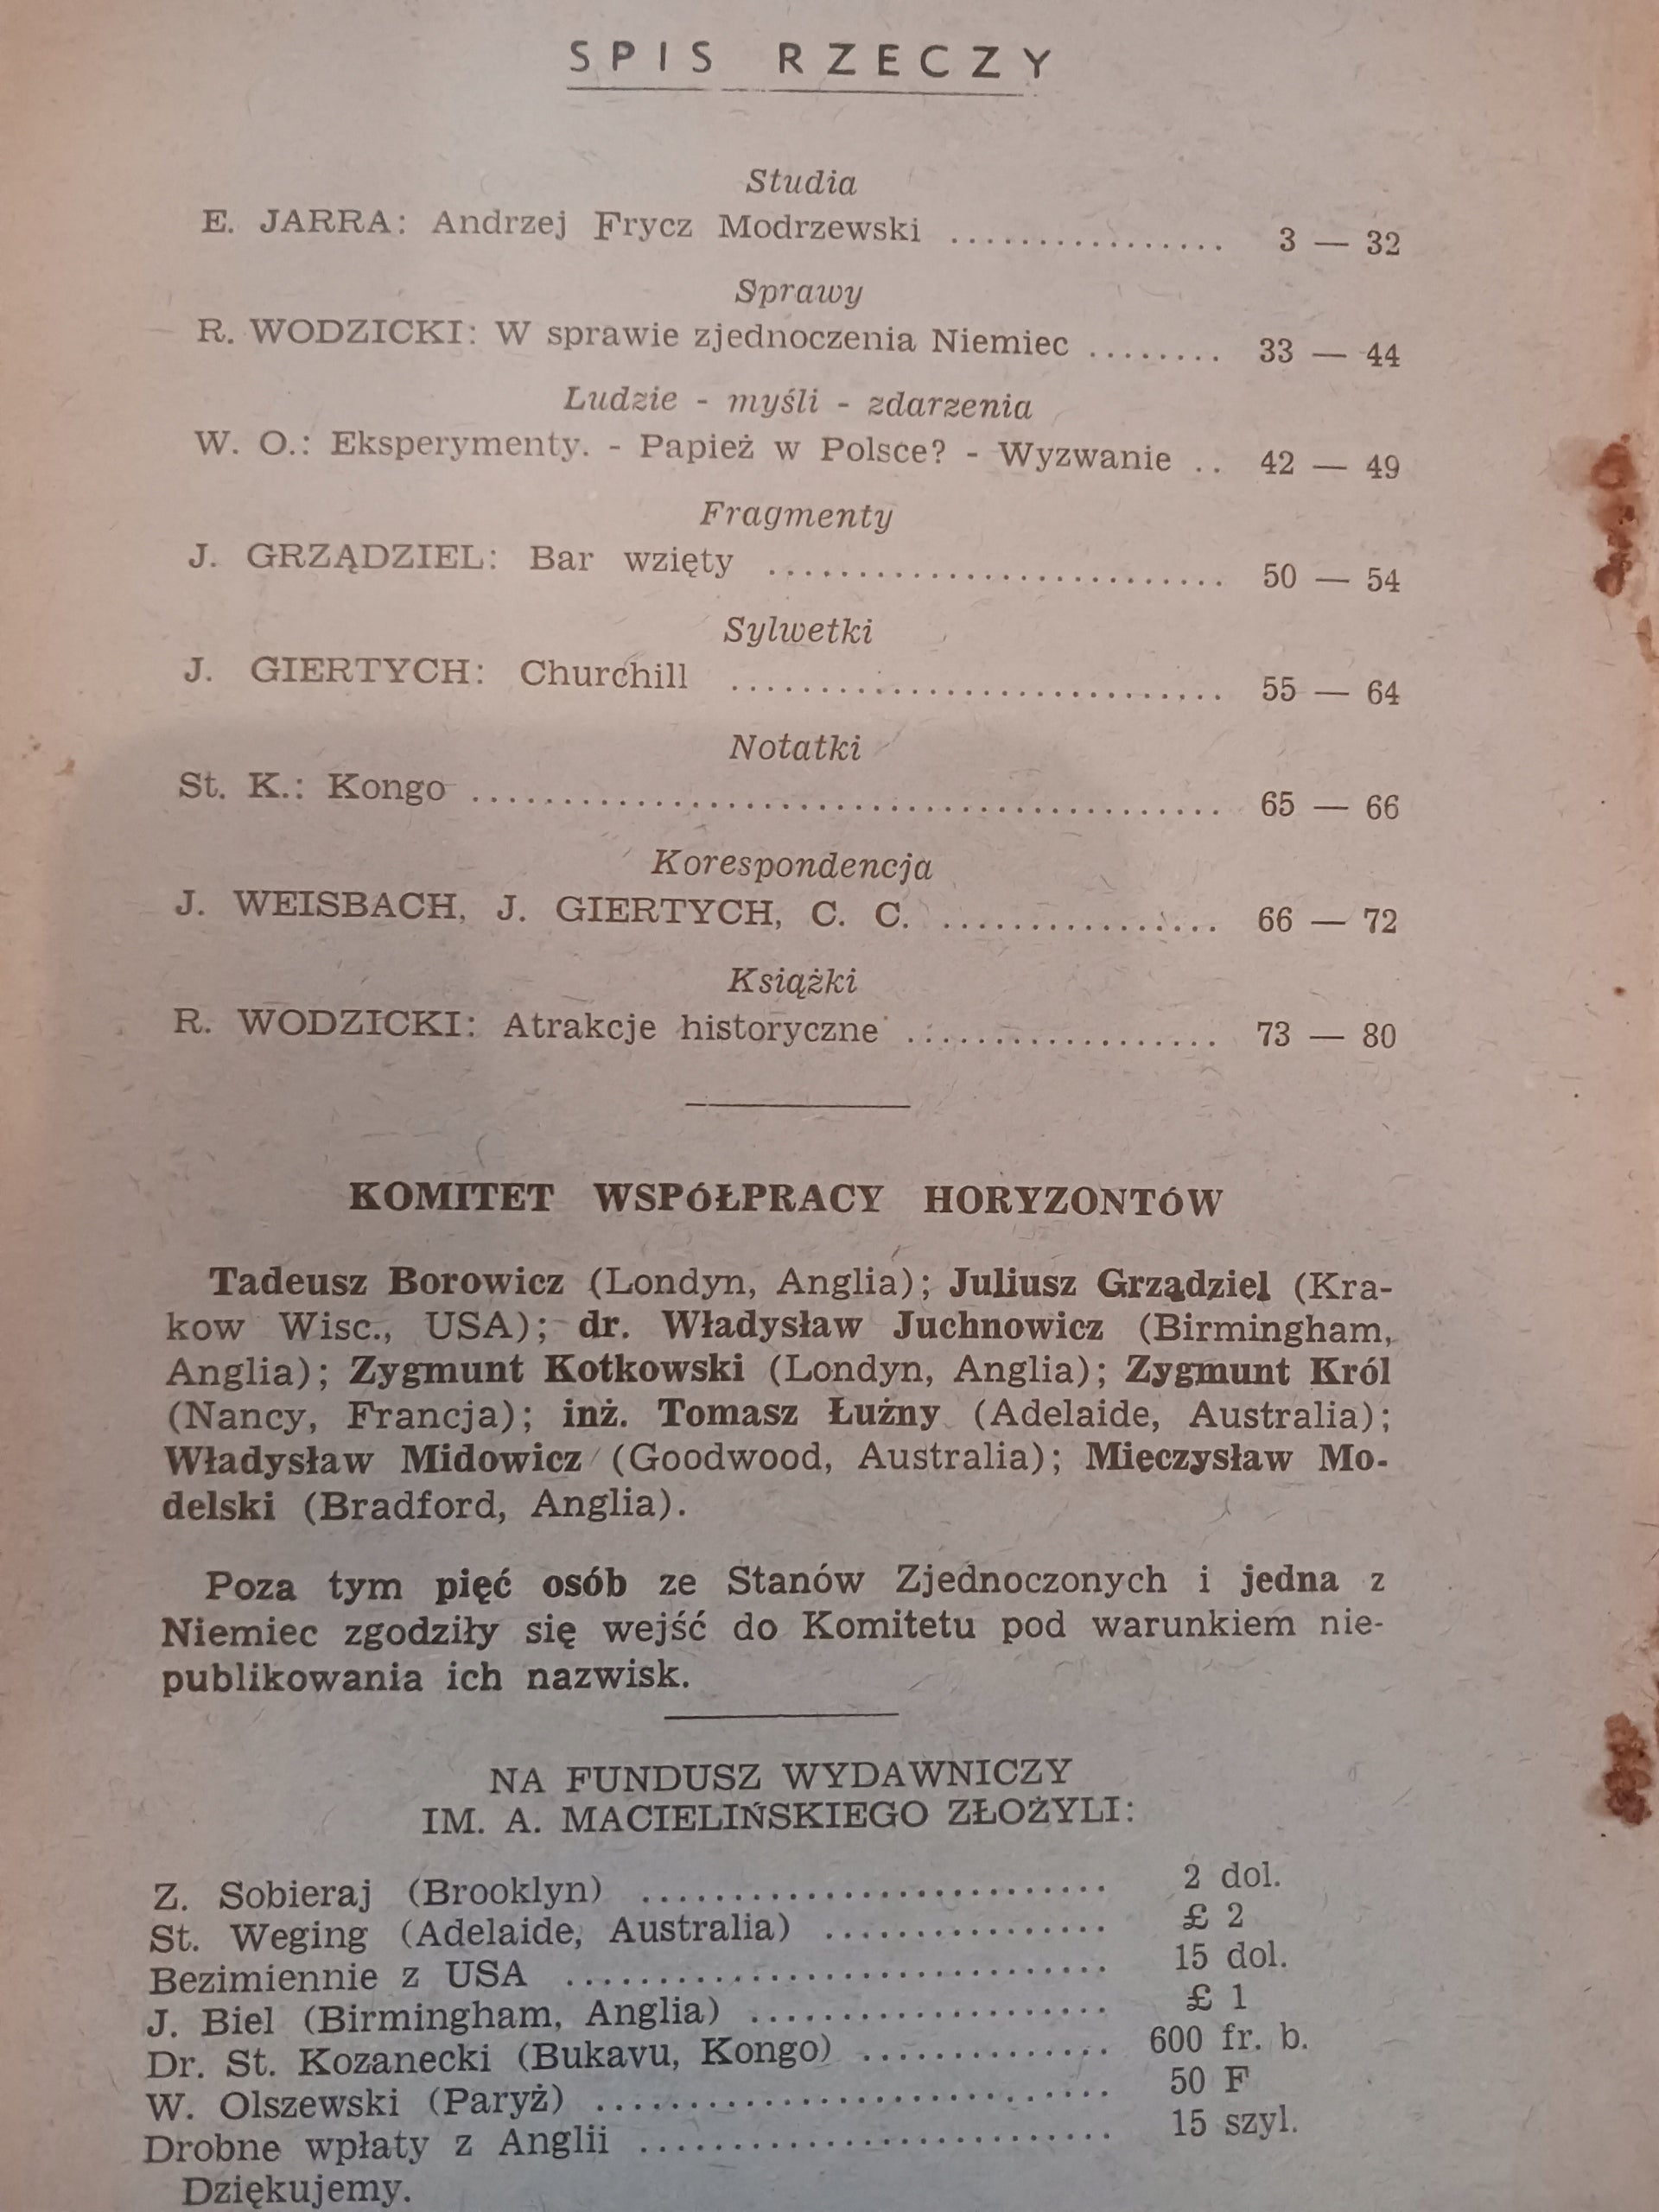 SPIS RZECZY
Studia
E. JARRA: Andrzej Frycz Modrzewski ................ 3 — 32
Sprawy
R. WODZICKI: W sprawie zjednoczenia Niemiec ........ 33 — 44
Ludzie - myśli - zdarzenia
W. O.: Eksperymenty. - Papież w Polsce? - Wyzwanie .. 42 — 49
Fragmenty
J. GRZĄDZIEL: Bar wzięty .......................... 50 — 54
Sylwetki
J. GIERTYCH: Churchill ............................ 55 — 64
Notatki
St. K.: Kongo .......................................... 65 — 66
Korespondencja
J. WEISBACH, J. GIERTYCH, C. C. ................ 66 — 72
Książki
R. WODZICKI: Atrakcje historyczne .................. 73 — 80
KOMITET WSPÓŁPRACY HORYZONTÓW
Tadeusz Borowicz (Londyn, Anglia); Juliusz Grządziel (Kra-
kow Wisc., USA); dr. Władysław Juchnowicz (Birmingham,
Anglia); Zygmunt Kotkowski (Londyn, Anglia); Zygmunt Król
(Nancy, Francja); inż. Tomasz Łużny (Adelaide, Australia);
Władysław Midowicz (Goodwood, Australia); Mieczysław Mo-
delski (Bradford, Anglia).
Poza tym pięć osób ze Stanów Zjednoczonych i jedna z
Niemiec zgodziły się wejść do Komitetu pod warunkiem nie-
publikowania ich nazwisk.
NA FUNDUSZ WYDAWNICZY
IM. A. MACIELIŃSKIEGO ZŁOŻYLI:
Z. Sobieraj (Brooklyn) .......................... 2 dol.
St. Weging (Adelaide, Australia) ................ £ 2
Bezimiennie z USA .............................. 15 dol.
J. Biel (Birmingham, Anglia) .................... £ 1
Dr. St. Kozanecki (Bukavu, Kongo) .............. 600 fr. b.
W. Olszewski (Paryż) ............................. 50 F
Drobne wpłaty z Anglii .......................... 15 szyl.
Dziękujemy.